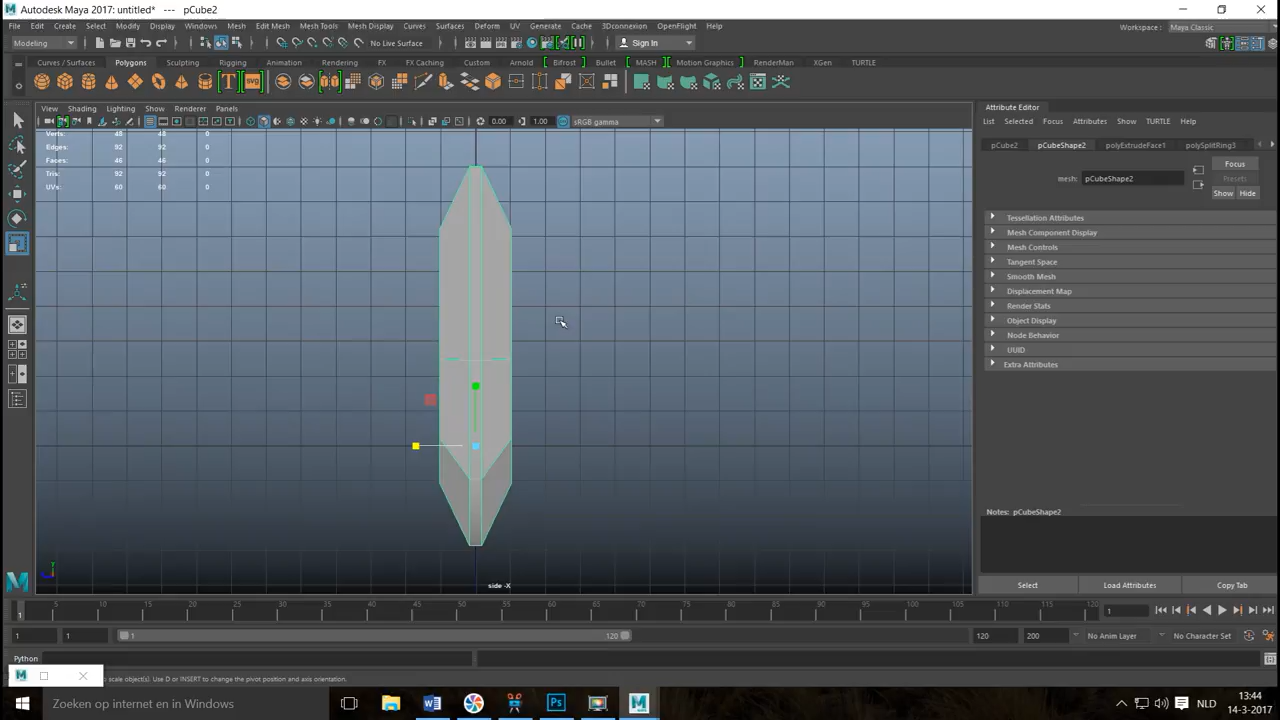 Autodesk Maya 2017: untitled* --- pCube2
File Edit Create Select Modify Display Windows Mesh Edit Mesh Mesh Tools Mesh Display Curves Surfaces Deform UV Generate Cache 3Dconnexion OpenFlight Help
Workspace: Maya Classic
Modeling No Live Surface Sign In
Curves / Surfaces Polygons Sculpting Rigging Animation Rendering FX FX Caching Custom Arnold Bifrost Bullet MASH Motion Graphics RenderMan XGen TURTLE
View Shading Lighting Show Renderer Panels
0.00 1.00 sRGB gamma
Verts: 48 48 0
Edges: 92 92 0
Faces: 46 46 0
Tris: 92 92 0
UVs: 60 60 0
side -X
Attribute Editor
List Selected Focus Attributes Show TURTLE Help
pCube2 pCubeShape2 polyExtrudeFace1 polySplitRing3
Focus
mesh: pCubeShape2 Presets
Show Hide
Tessellation Attributes
Mesh Component Display
Mesh Controls
Tangent Space
Smooth Mesh
Displacement Map
Render Stats
Object Display
Node Behavior
UUID
Extra Attributes
Notes: pCubeShape2
Select Load Attributes Copy Tab
1 5 10 15 20 25 30 35 40 45 50 55 60 65 70 75 80 85 90 95 100 105 110 115 120 1
1 1 1 120 120 200 No Anim Layer No Character Set
Python
scale object(s). Use D or INSERT to change the pivot position and axis orientation.
Zoeken op internet en in Windows
NLD
13:44
14-3-2017